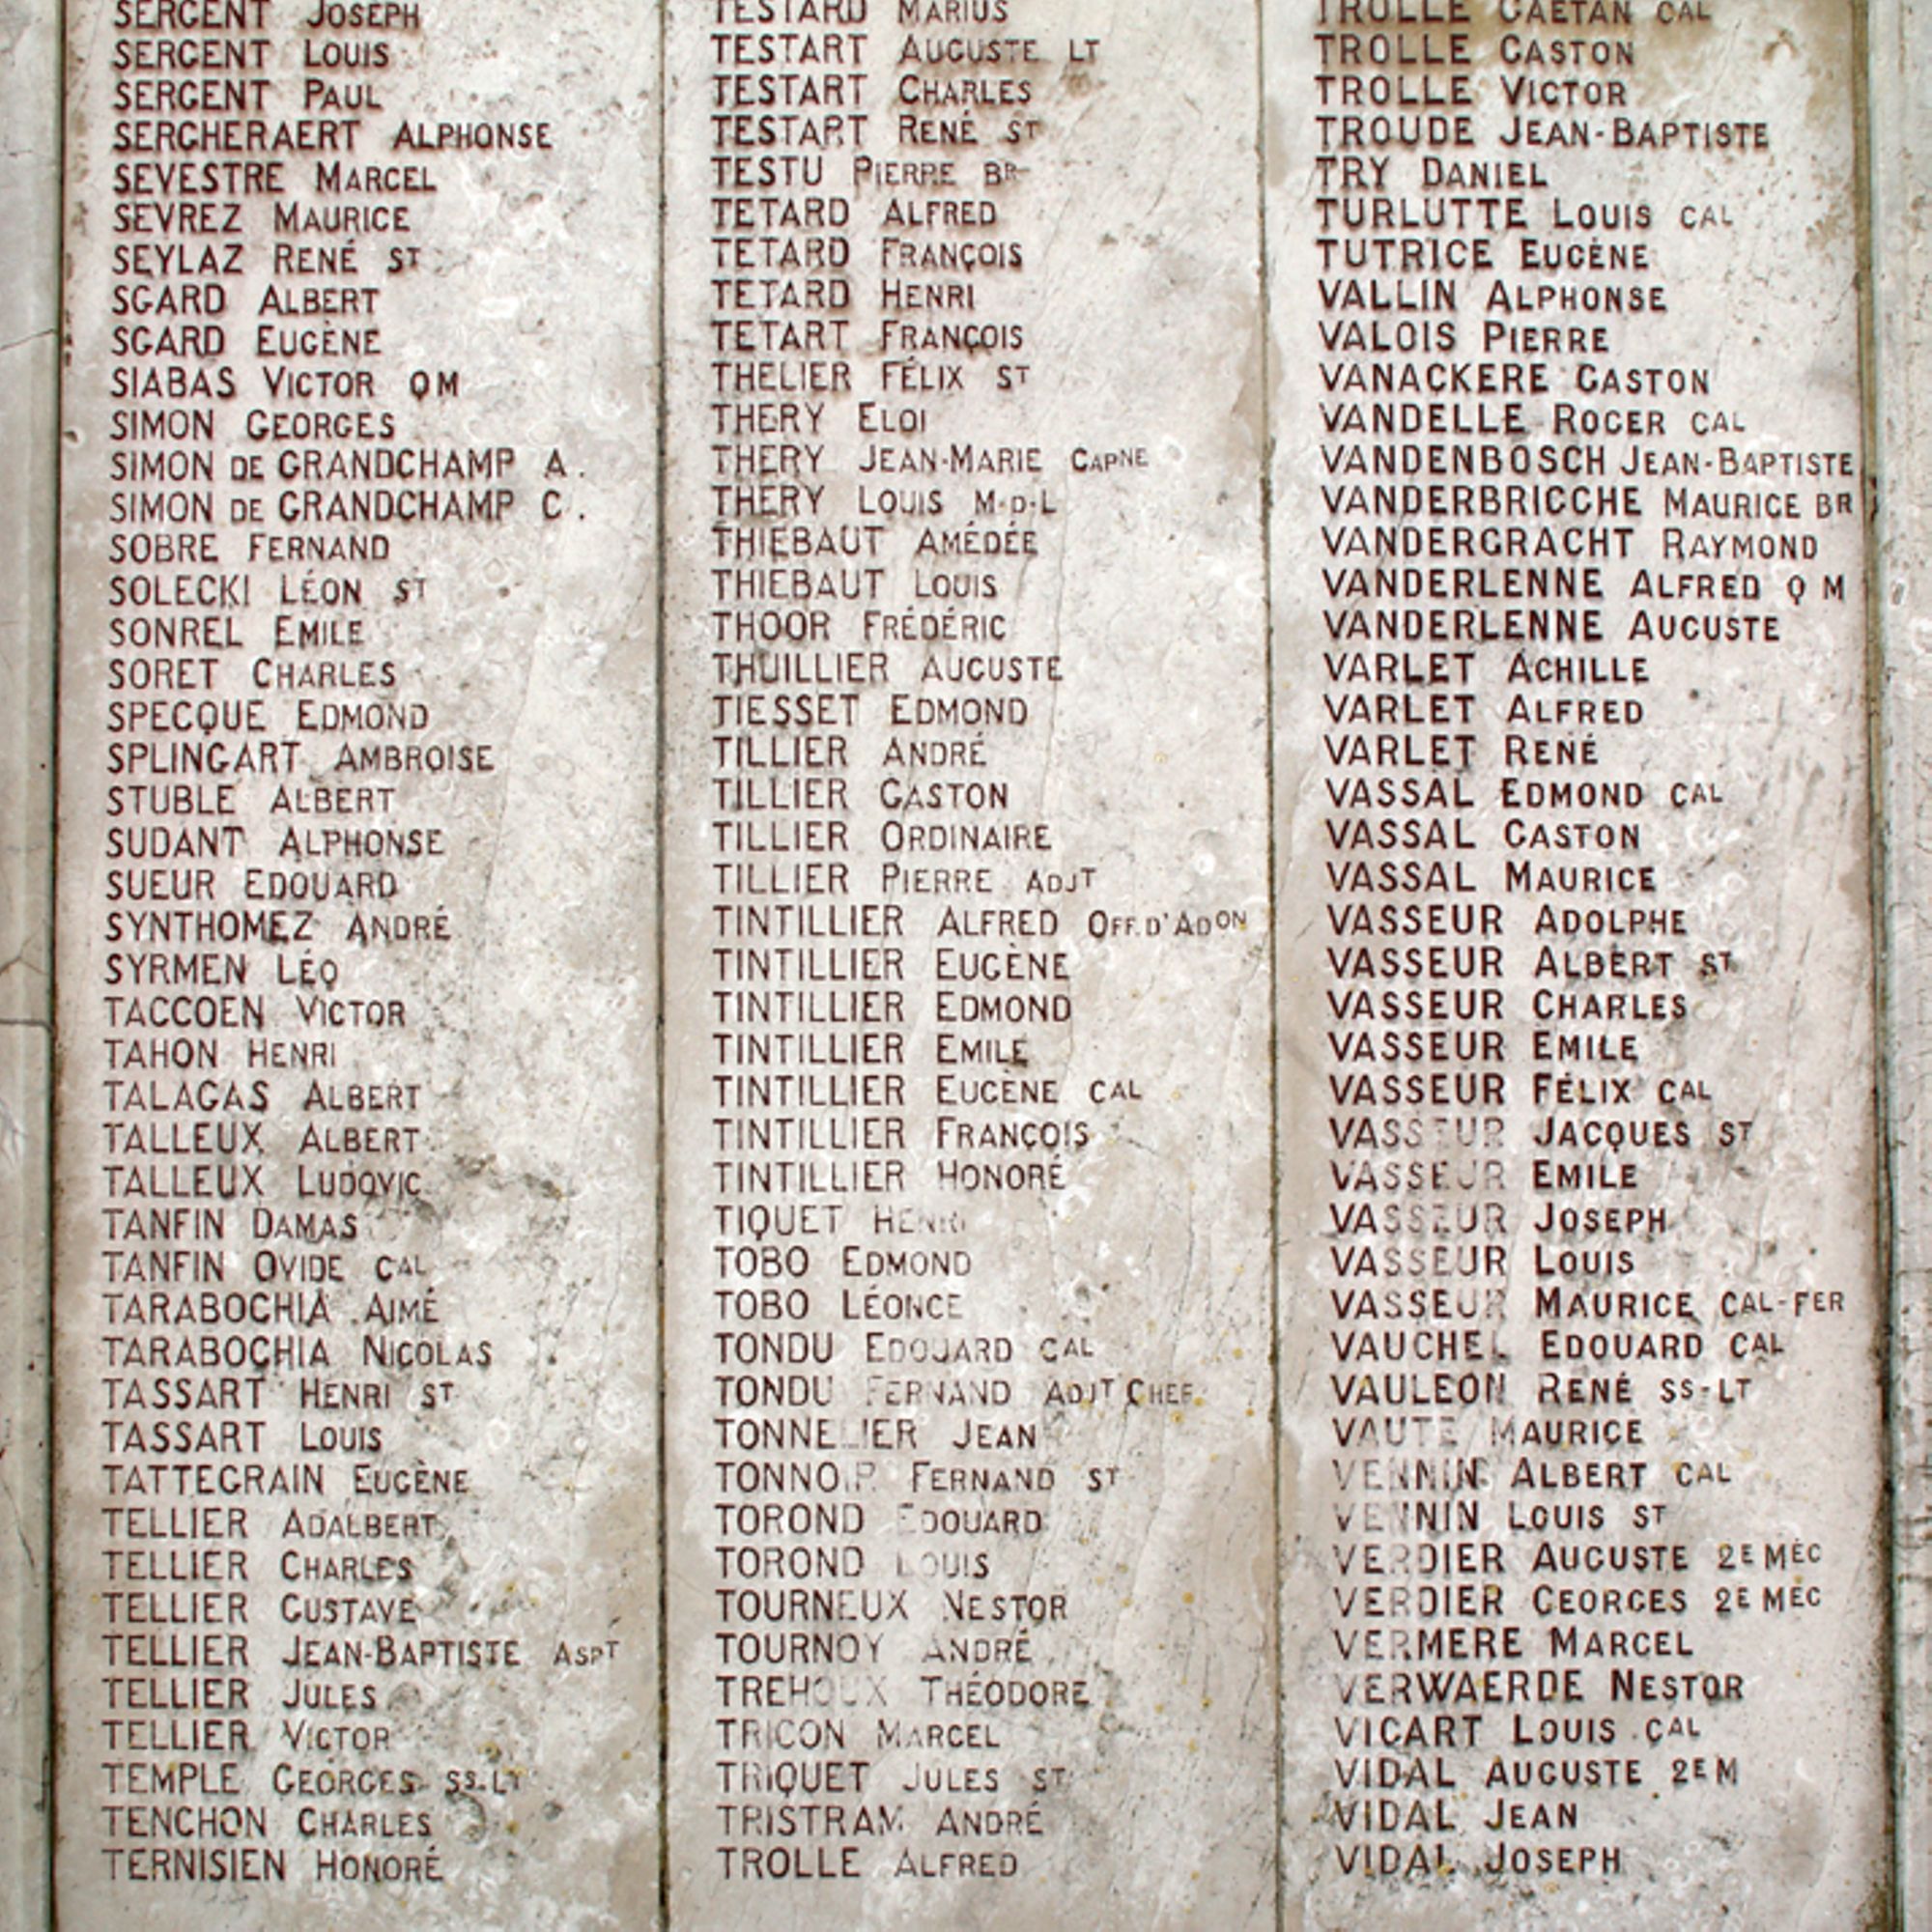 SERGENT JOSEPH
SERGENT LOUIS
SERGENT PAUL
SERGHERAERT ALPHONSE
SEVESTRE MARCEL
SEVREZ MAURICE
SEYLAZ RENÉ ST
SGARD ALBERT
SGARD EUGÈNE
SIABAS VICTOR QM
SIMON GEORGES
SIMON DE GRANDCHAMP A.
SIMON DE GRANDCHAMP C.
SOBRE FERNAND
SOLECKI LÉON ST
SONREL EMILE
SORET CHARLES
SPECQUE EDMOND
SPLINGART AMBROISE
STUBLE ALBERT
SUDANT ALPHONSE
SUEUR EDOUARD
SYNTHOMEZ ANDRÉ
SYRMEN LÉO
TACCOEN VICTOR
TAHON HENRI
TALAGAS ALBERT
TALLEUX ALBERT
TALLEUX LUDOVIC
TANFIN DAMAS
TANFIN OVIDE CAL
TARABOCHIA AIMÉ
TARABOCHIA NICOLAS
TASSART HENRI ST
TASSART LOUIS
TATTEGRAIN EUGÈNE
TELLIER ADALBERT
TELLIER CHARLES
TELLIER GUSTAVE
TELLIER JEAN-BAPTISTE ASPT
TELLIER JULES
TELLIER VICTOR
TEMPLE GEORGES SS-LT
TENCHON CHARLES
TERNISIEN HONORÉ
TESTARD MARIUS
TESTART AUGUSTE LT
TESTART CHARLES
TESTART RENÉ ST
TESTU PIERRE BR
TETARD ALFRED
TETARD FRANÇOIS
TETARD HENRI
TETART FRANÇOIS
THELIER FÉLIX ST
THERY ELOI
THERY JEAN-MARIE CAPNE
THERY LOUIS M-D-L
THIEBAUT AMÉDÉE
THIEBAUT LOUIS
THOOR FRÉDÉRIC
THUILLIER AUGUSTE
TIESSET EDMOND
TILLIER ANDRÉ
TILLIER GASTON
TILLIER ORDINAIRE
TILLIER PIERRE ADJT
TINTILLIER ALFRED OFF.D'ADON
TINTILLIER EUGÈNE
TINTILLIER EDMOND
TINTILLIER EMILE
TINTILLIER EUGÈNE CAL
TINTILLIER FRANÇOIS
TINTILLIER HONORÉ
TIQUET HENRI
TOBO EDMOND
TOBO LÉONCE
TONDU EDOUARD CAL
TONDU FERNAND ADJT CHEF
TONNELIER JEAN
TONNOIR FERNAND ST
TOROND EDOUARD
TOROND LOUIS
TOURNEUX NESTOR
TOURNOY ANDRÉ
TREHOUX THÉODORE
TRICON MARCEL
TRIQUET JULES ST
TRISTRAM ANDRÉ
TROLLE ALFRED
TROLLE GAETAN CAL
TROLLE GASTON
TROLLE VICTOR
TROUDE JEAN-BAPTISTE
TRY DANIEL
TURLUTTE LOUIS CAL
TUTRICE EUGÈNE
VALLIN ALPHONSE
VALOIS PIERRE
VANACKERE GASTON
VANDELLE ROGER CAL
VANDENBOSCH JEAN-BAPTISTE
VANDERBRIGGHE MAURICE BR
VANDERGRACHT RAYMOND
VANDERLENNE ALFRED Q M
VANDERLENNE AUGUSTE
VARLET ACHILLE
VARLET ALFRED
VARLET RENÉ
VASSAL EDMOND CAL
VASSAL GASTON
VASSAL MAURICE
VASSEUR ADOLPHE
VASSEUR ALBERT ST
VASSEUR CHARLES
VASSEUR EMILE
VASSEUR FÉLIX CAL
VASSEUR JACQUES ST
VASSEUR EMILE
VASSEUR JOSEPH
VASSEUR LOUIS
VASSEUR MAURICE CAL-FER
VAUCHEL EDOUARD CAL
VAULEON RENÉ SS-LT
VAUTE MAURICE
VENNIN ALBERT CAL
VENNIN LOUIS ST
VERDIER AUGUSTE 2E MÉC
VERDIER GEORGES 2E MÉC
VERMERE MARCEL
VERWAERDE NESTOR
VICART LOUIS CAL
VIDAL AUGUSTE 2E M
VIDAL JEAN
VIDAL JOSEPH